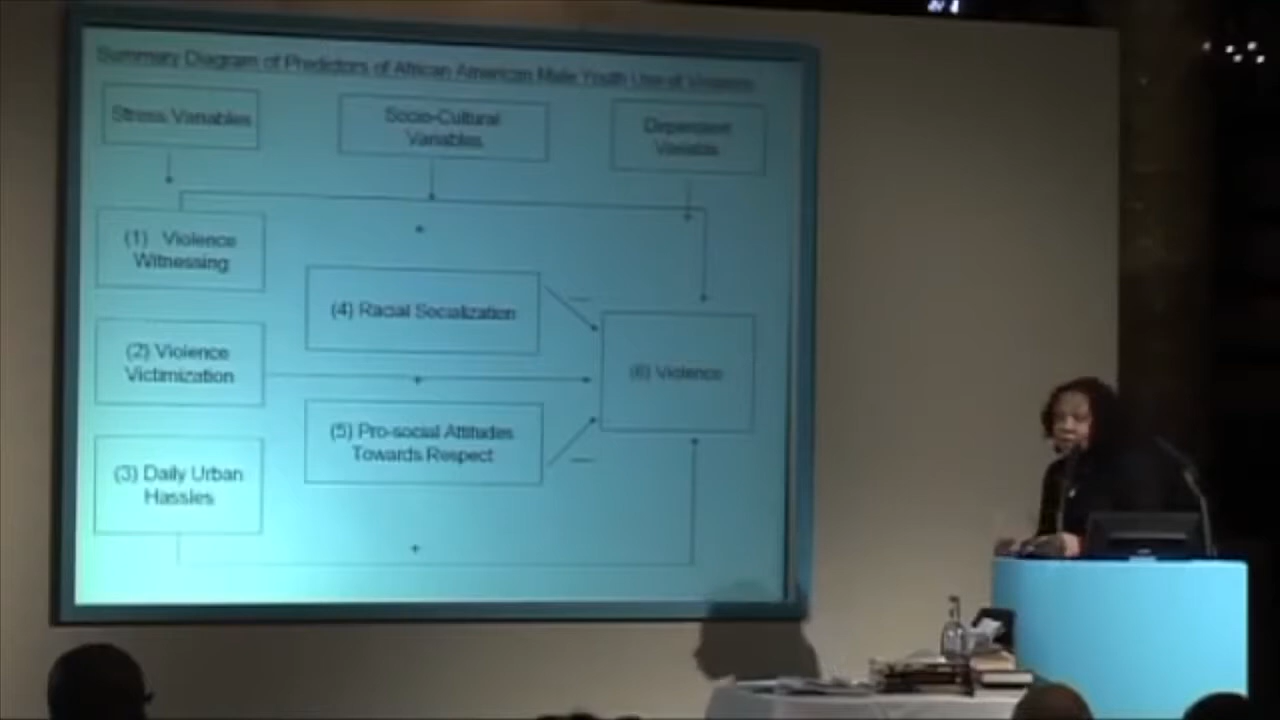 Summary Diagram of Predictors of African American Male Youth Use of Violence
Stress Variables
Socio-Cultural
Variables
Dependent
Variables
(1) Violence
Witnessing
+
(4) Racial Socialization
(2) Violence
Victimization
+
(6) Violence
(5) Pro-social Attitudes
Towards Respect
(3) Daily Urban
Hassles
+